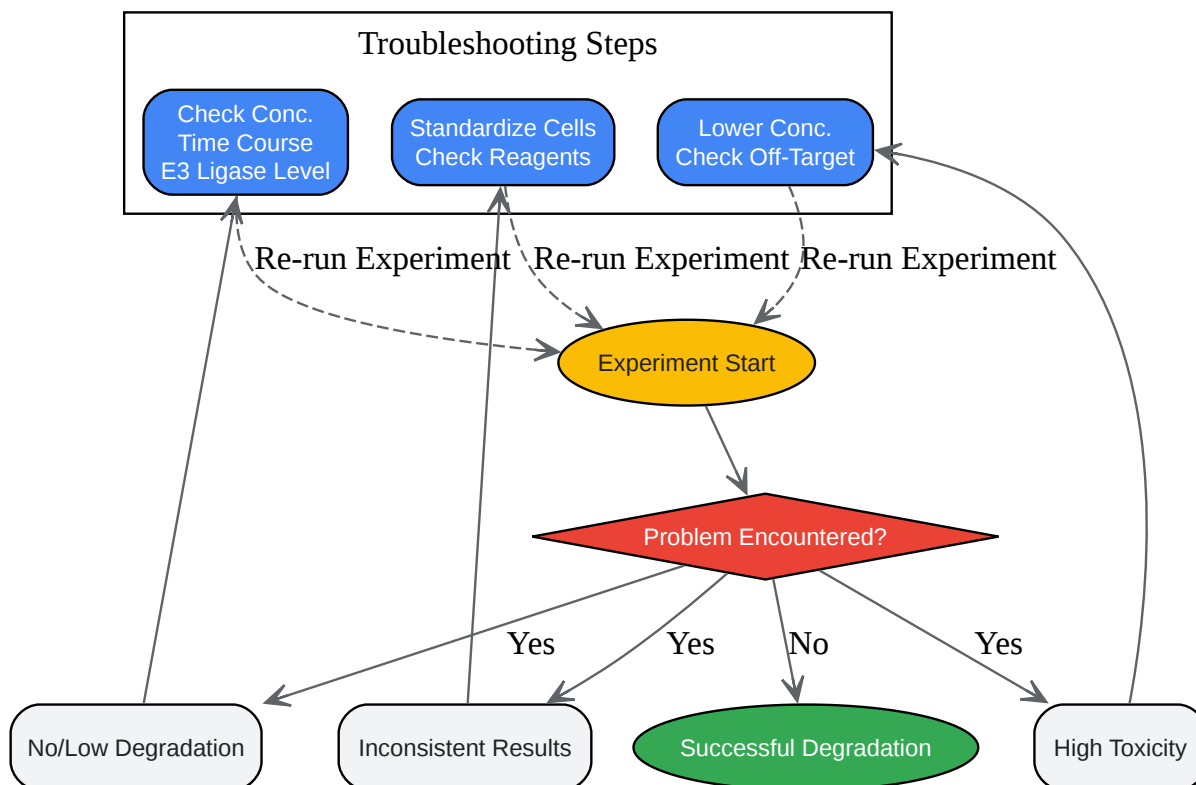 Troubleshooting Steps
Check Conc.
Time Course
E3 Ligase Level
Standardize Cells
Check Reagents
Lower Conc.
Check Off-Target
Re-run Experiment
Re-run Experiment
Re-run Experiment
Experiment Start
Problem Encountered?
Yes
Yes
No
Yes
No/Low Degradation
Inconsistent Results
Successful Degradation
High Toxicity